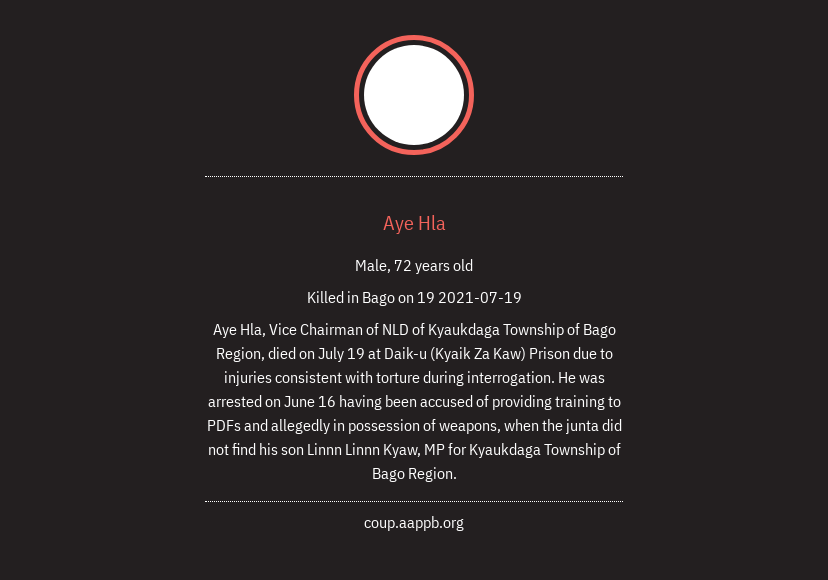 Aye Hla
Male, 72 years old
Killed in Bago on 19 2021-07-19
Aye Hla, Vice Chairman of NLD of Kyaukdaga Township of Bago
Region, died on July 19 at Daik-u (Kyaik Za Kaw) Prison due to
injuries consistent with torture during interrogation. He was
arrested on June 16 having been accused of providing training to
PDFs and allegedly in possession of weapons, when the junta did
not find his son Linnn Linnn Kyaw, MP for Kyaukdaga Township of
Bago Region.
coup.aappb.org